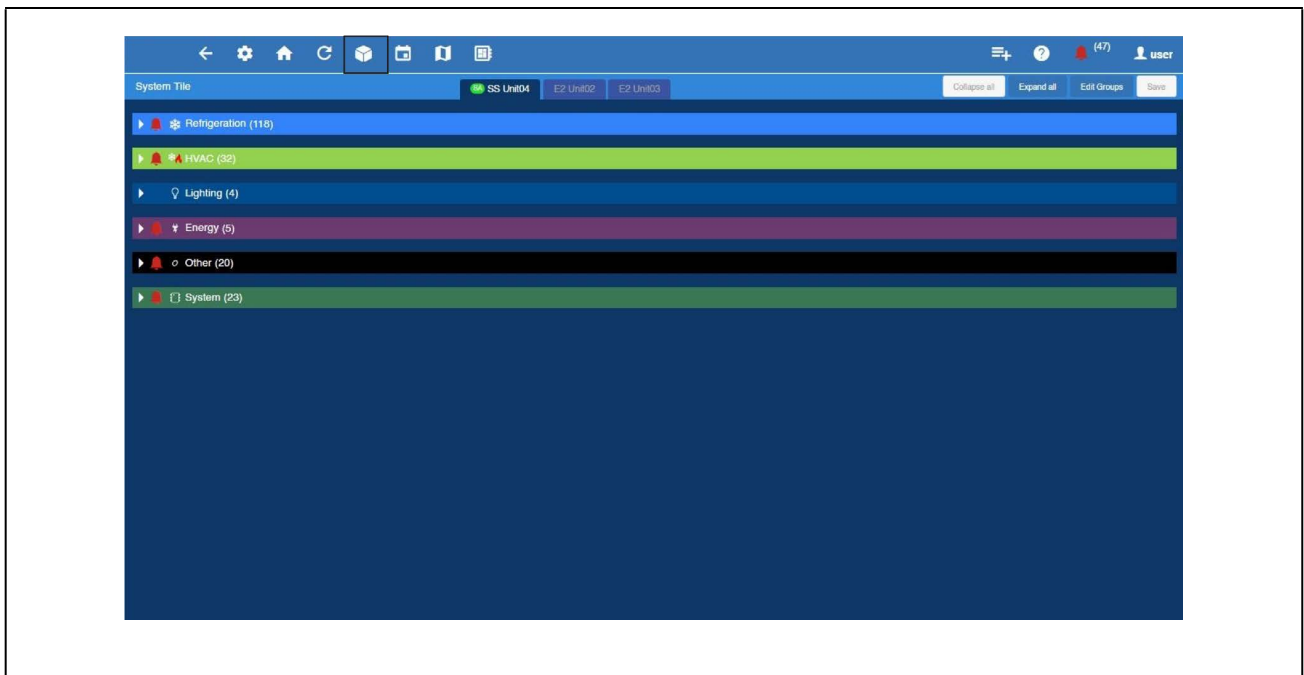 (47) user
System Tile SS Unit04 E2 Unit02 E2 Unit03 Collapse all Expand all Edit Groups Save
Refrigeration (118)
HVAC (32)
Lighting (4)
Energy (5)
Other (20)
System (23)